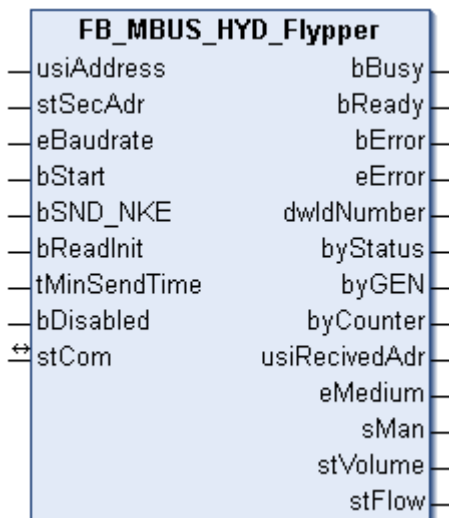 FB_MBUS_HYD_Flypper
usiAddress bBusy
stSecAdr bReady
eBaudrate bError
bStart eError
bSND_NKE dwIdNumber
bReadInit byStatus
tMinSendTime byGEN
bDisabled byCounter
stCom usiRecivedAdr
eMedium
sMan
stVolume
stFlow